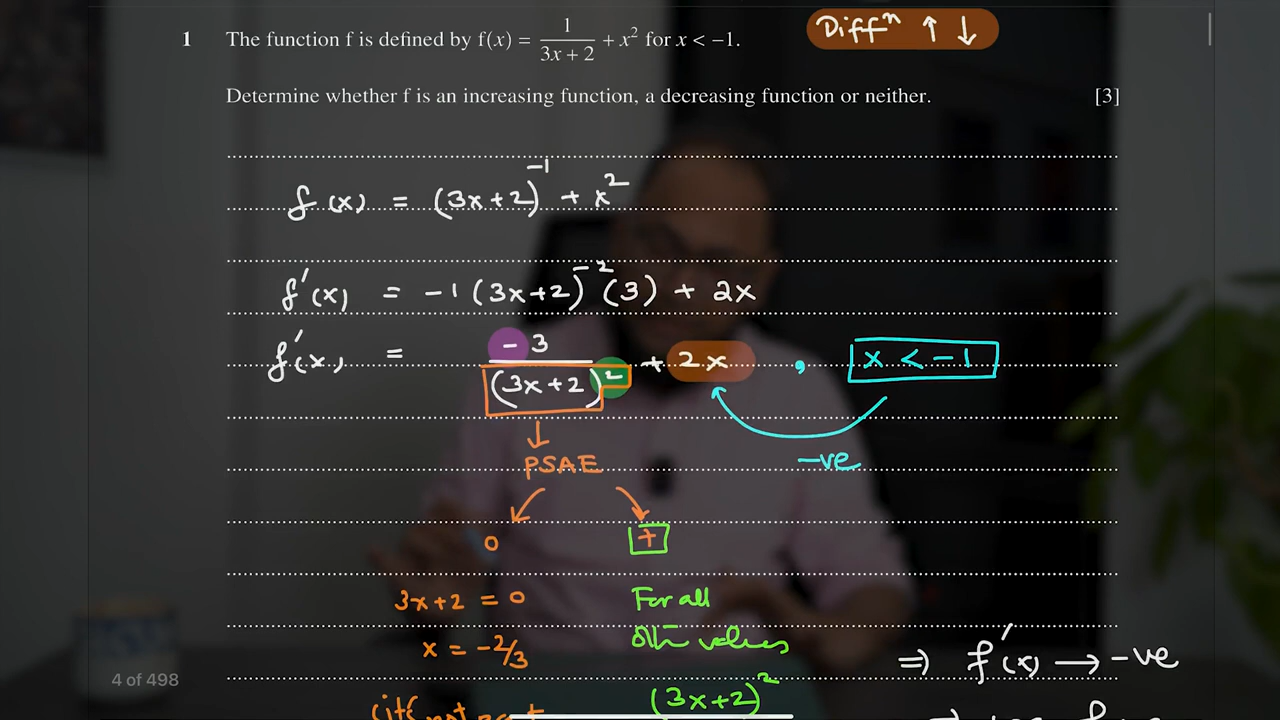 1 The function f is defined by f(x) = 1/(3x + 2) + x² for x < −1.
Diffⁿ ↑ ↓
Determine whether f is an increasing function, a decreasing function or neither. [3]
f(x) = (3x+2)⁻¹ + x²
f'(x) = -1(3x+2)⁻²(3) + 2x
f'(x) = -3/(3x+2)² + 2x , x < -1
-ve
PSAE
0 +
3x+2 = 0
x = -2/3
For all
values
(3x+2)²
⇒ f'(x) → -ve
4 of 498